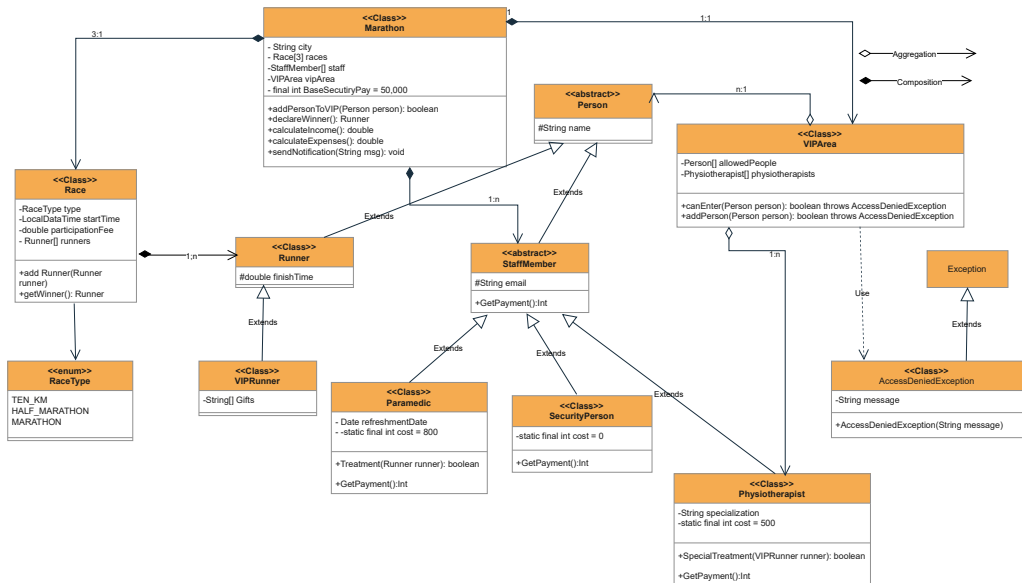 <<Class>>
Marathon
- String city
- Race[3] races
- StaffMember[] staff
- VIPArea vipArea
- final int BaseSecutiryPay = 50,000
+addPersonToVIP(Person person): boolean
+declareWinner(): Runner
+calculateIncome(): double
+calculateExpenses(): double
+sendNotification(String msg): void
3:1
1
1:1
Aggregation
Composition
<<abstract>>
Person
#String name
n:1
<<Class>>
VIPArea
-Person[] allowedPeople
-Physiotherapist[] physiotherapists
+canEnter(Person person): boolean throws AccessDeniedException
+addPerson(Person person): boolean throws AccessDeniedException
<<Class>>
Race
-RaceType type
-LocalDataTime startTime
-double participationFee
- Runner[] runners
+add Runner(Runner
runner)
+getWinner(): Runner
1;n
Extends
1:n
Extends
<<Class>>
Runner
#double finishTime
<<abstract>>
StaffMember
#String email
+GetPayment():Int
1:n
Use
Exception
Extends
Extends
Extends
Extends
Extends
<<enum>>
RaceType
TEN_KM
HALF_MARATHON
MARATHON
<<Class>>
VIPRunner
-String[] Gifts
<<Class>>
Paramedic
- Date refreshmentDate
- -static final int cost = 800
+Treatment(Runner runner): boolean
+GetPayment():Int
<<Class>>
SecurityPerson
-static final int cost = 0
+GetPayment():Int
<<Class>>
AccessDeniedException
-String message
+AccessDeniedException(String message)
<<Class>>
Physiotherapist
-String specialization
-static final int cost = 500
+SpecialTreatment(VIPRunner runner): boolean
+GetPayment():Int